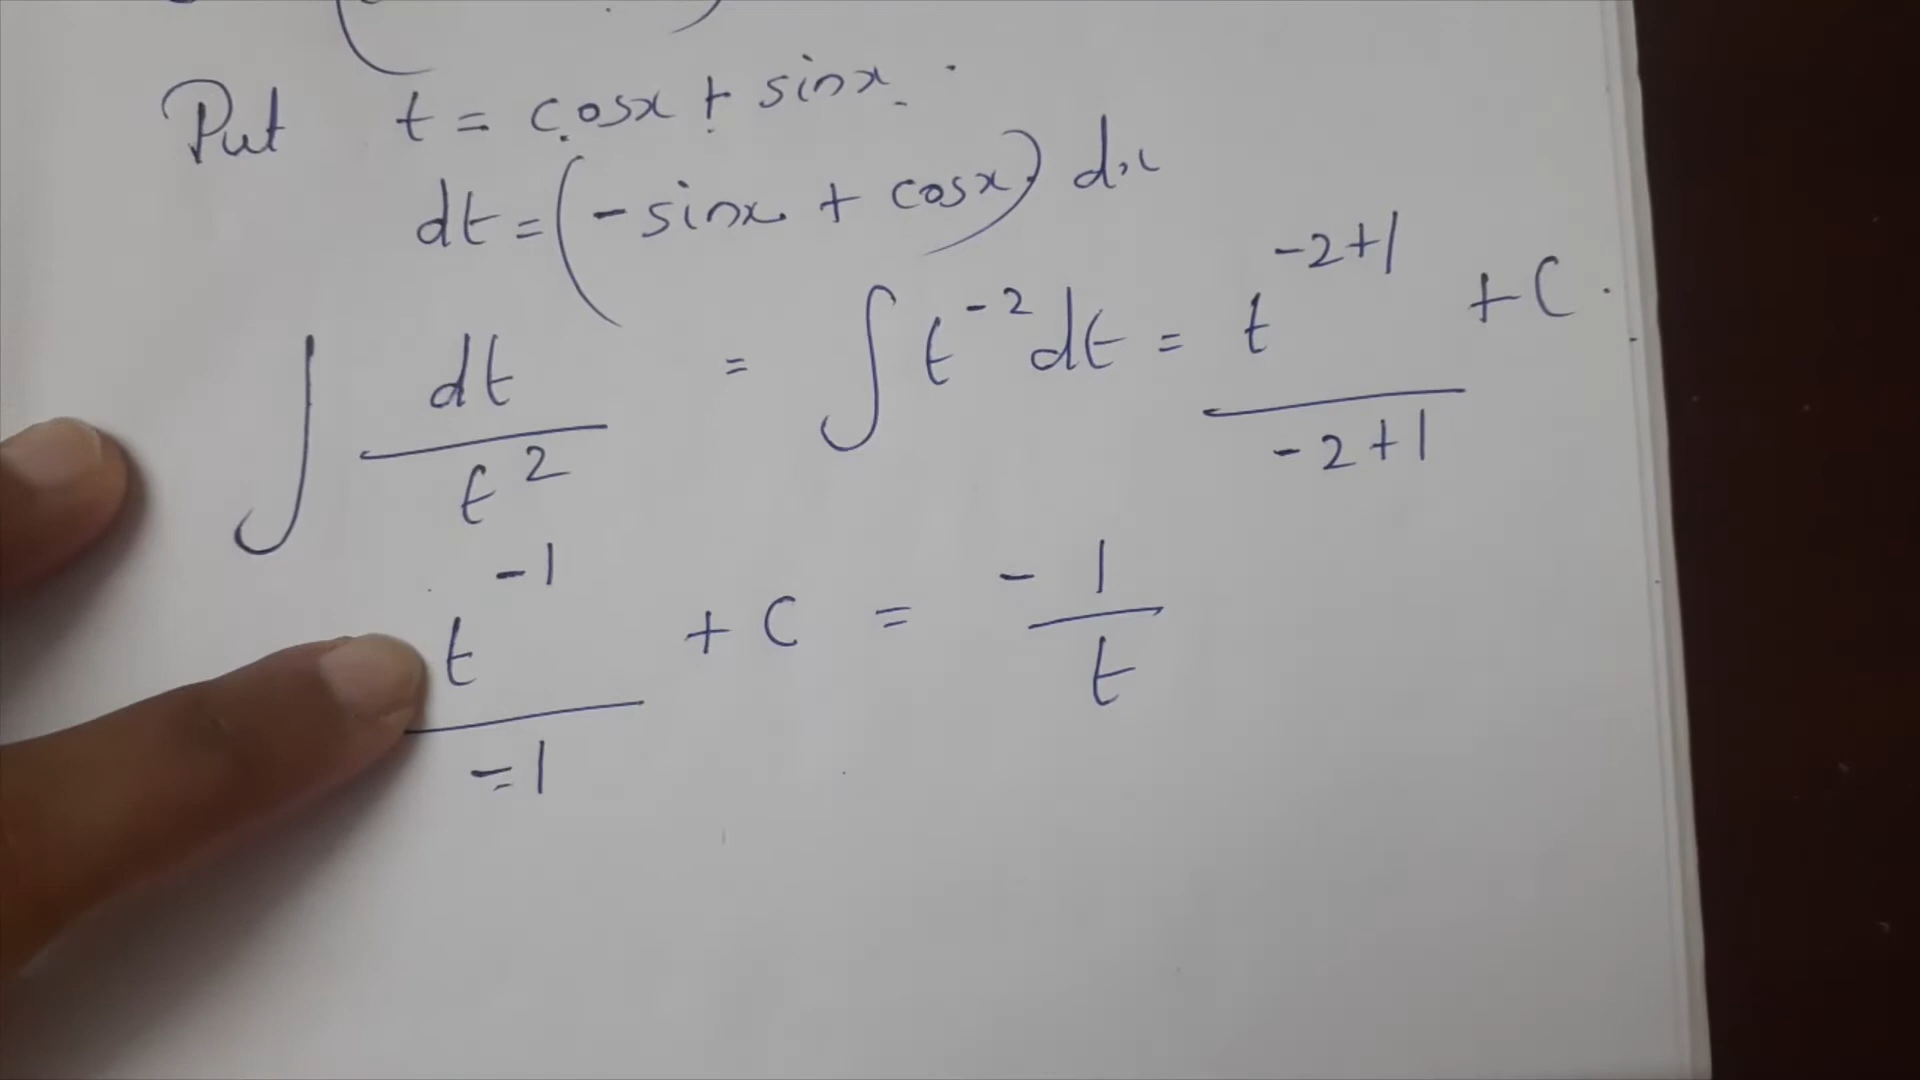 Put t = cosx + sinx.
dt = (-sinx + cosx) dx
∫ dt/t² = ∫ t⁻² dt = t⁻²⁺¹/-2+1 + C.
t⁻¹/-1 + C = -1/t